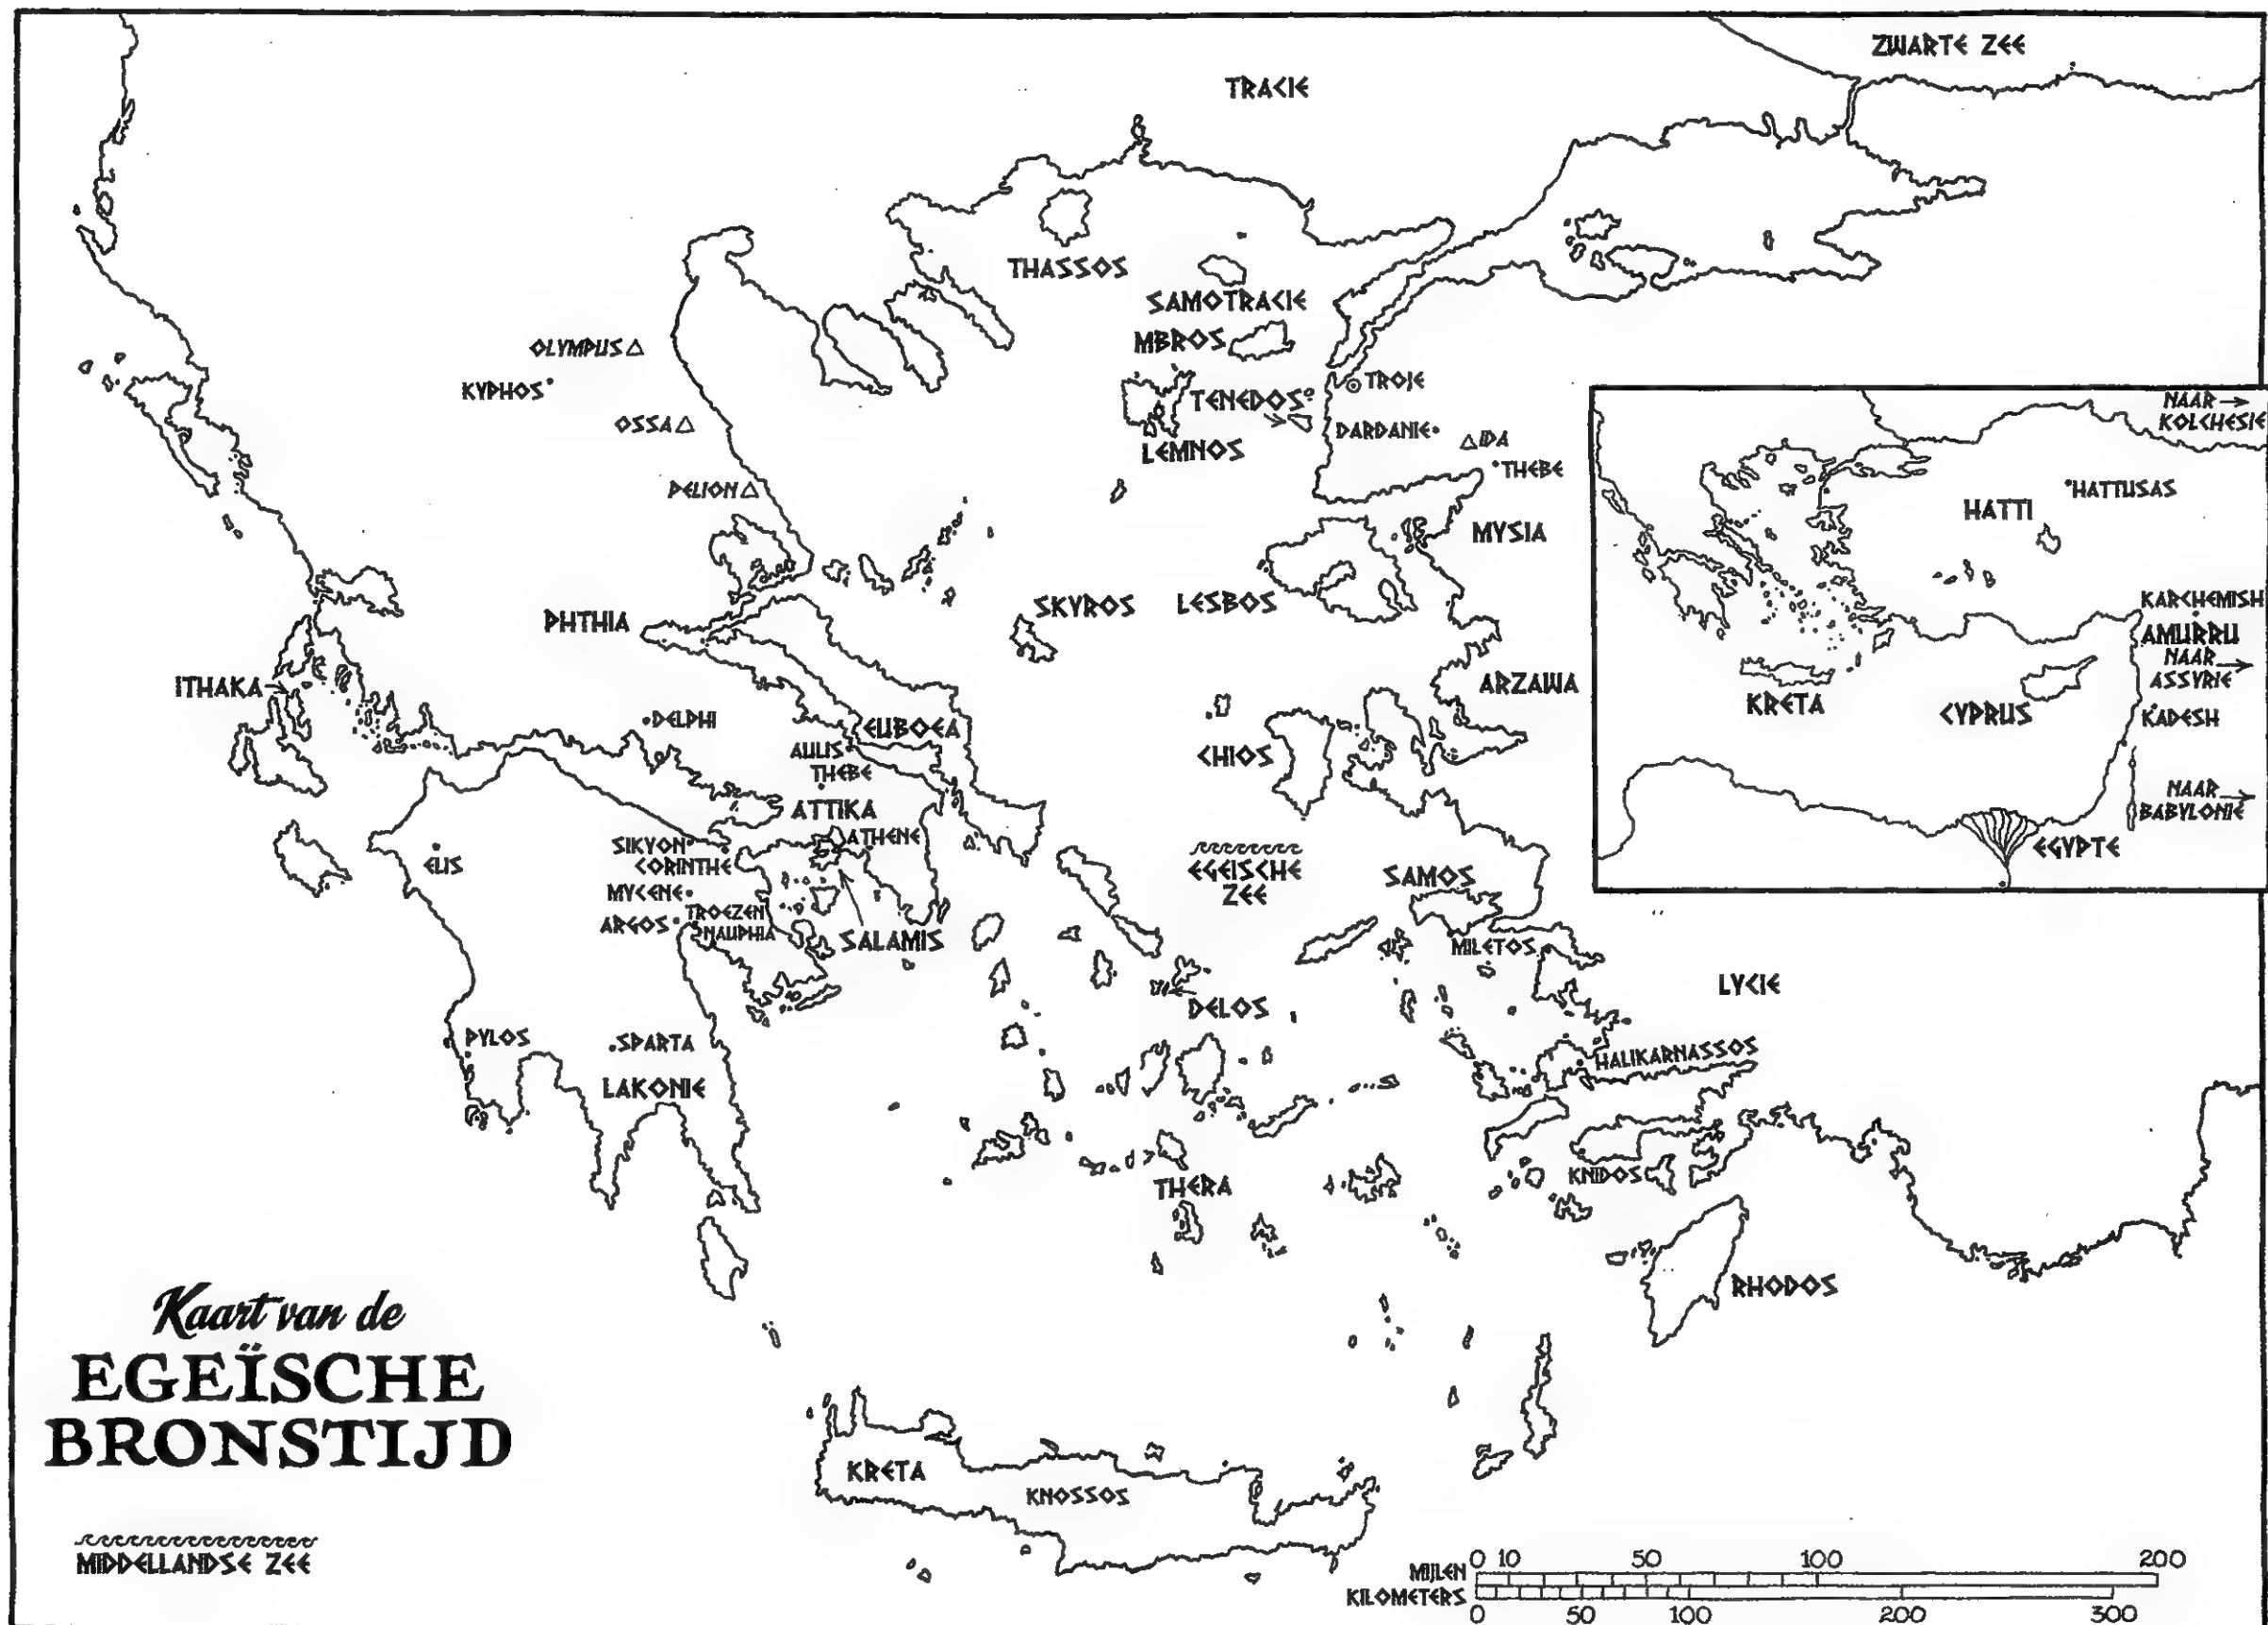 ZWARTE ZEE
TRACIE
THASSOS
SAMOTRACIE
MBROS
OLYMPUS
KYPHOS
TENEDOS
TROJE
OSSA
DARDANIE
IDA
LEMNOS
THEBE
PELION
MYSIA
PHTHIA
SKYROS
LESBOS
ITHAKA
ARZAWA
DELPHI
EUBOEA
AULIS
CHIOS
THEBE
ATTIKA
SIKYON
ATHENE
CORINTHE
ELIS
EGEISCHE
ZEE
SAMOS
MYCENE
TROEZEN
ARGOS
NAUPHIA
SALAMIS
MILETOS
LYCIE
DELOS
PYLOS
SPARTA
HALIKARNASSOS
LAKONIE
KNIDOS
THERA
RHODOS
KRETA
KNOSSOS
NAAR
KOLCHESIE
HATTUSAS
HATTI
KARCHEMISH
AMURRU
NAAR
ASSYRIE
KRETA
CYPRUS
KADESH
NAAR
BABYLONIE
EGYPTE
Kaart van de
EGEÏSCHE
BRONSTIJD
MIDDELLANDSE ZEE
0 10 50 100 200
MIJLEN
KILOMETERS
0 50 100 200 300